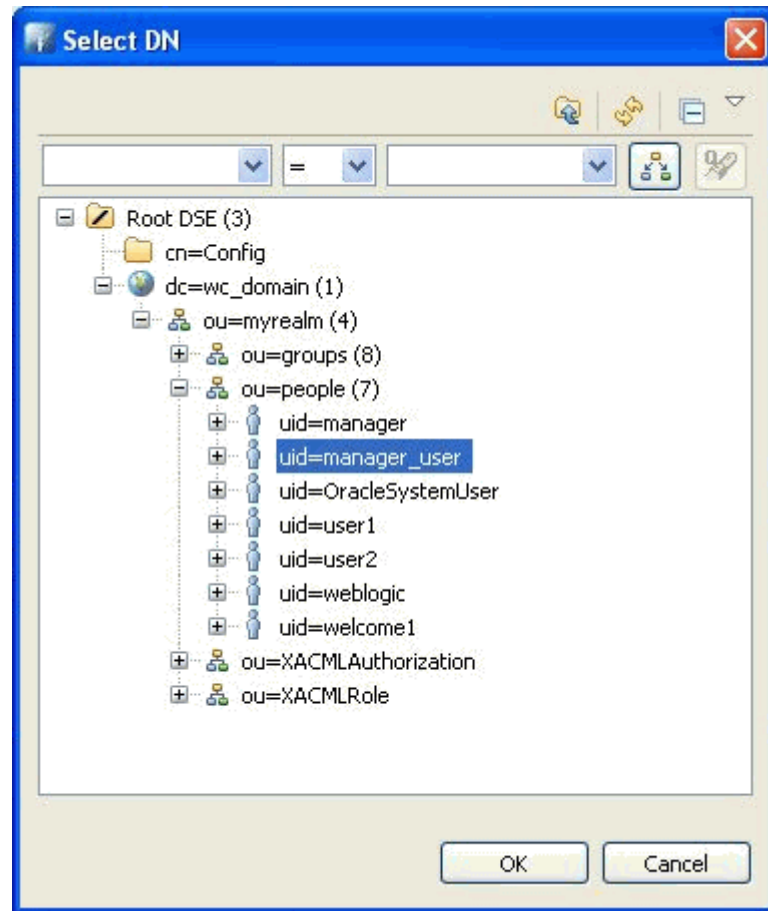 Select DN
=
Root DSE (3)
cn=Config
dc=wc_domain (1)
ou=myrealm (4)
ou=groups (8)
ou=people (7)
uid=manager
uid=manager_user
uid=OracleSystemUser
uid=user1
uid=user2
uid=weblogic
uid=welcome1
ou=XACMLAuthorization
ou=XACMLRole
OK Cancel